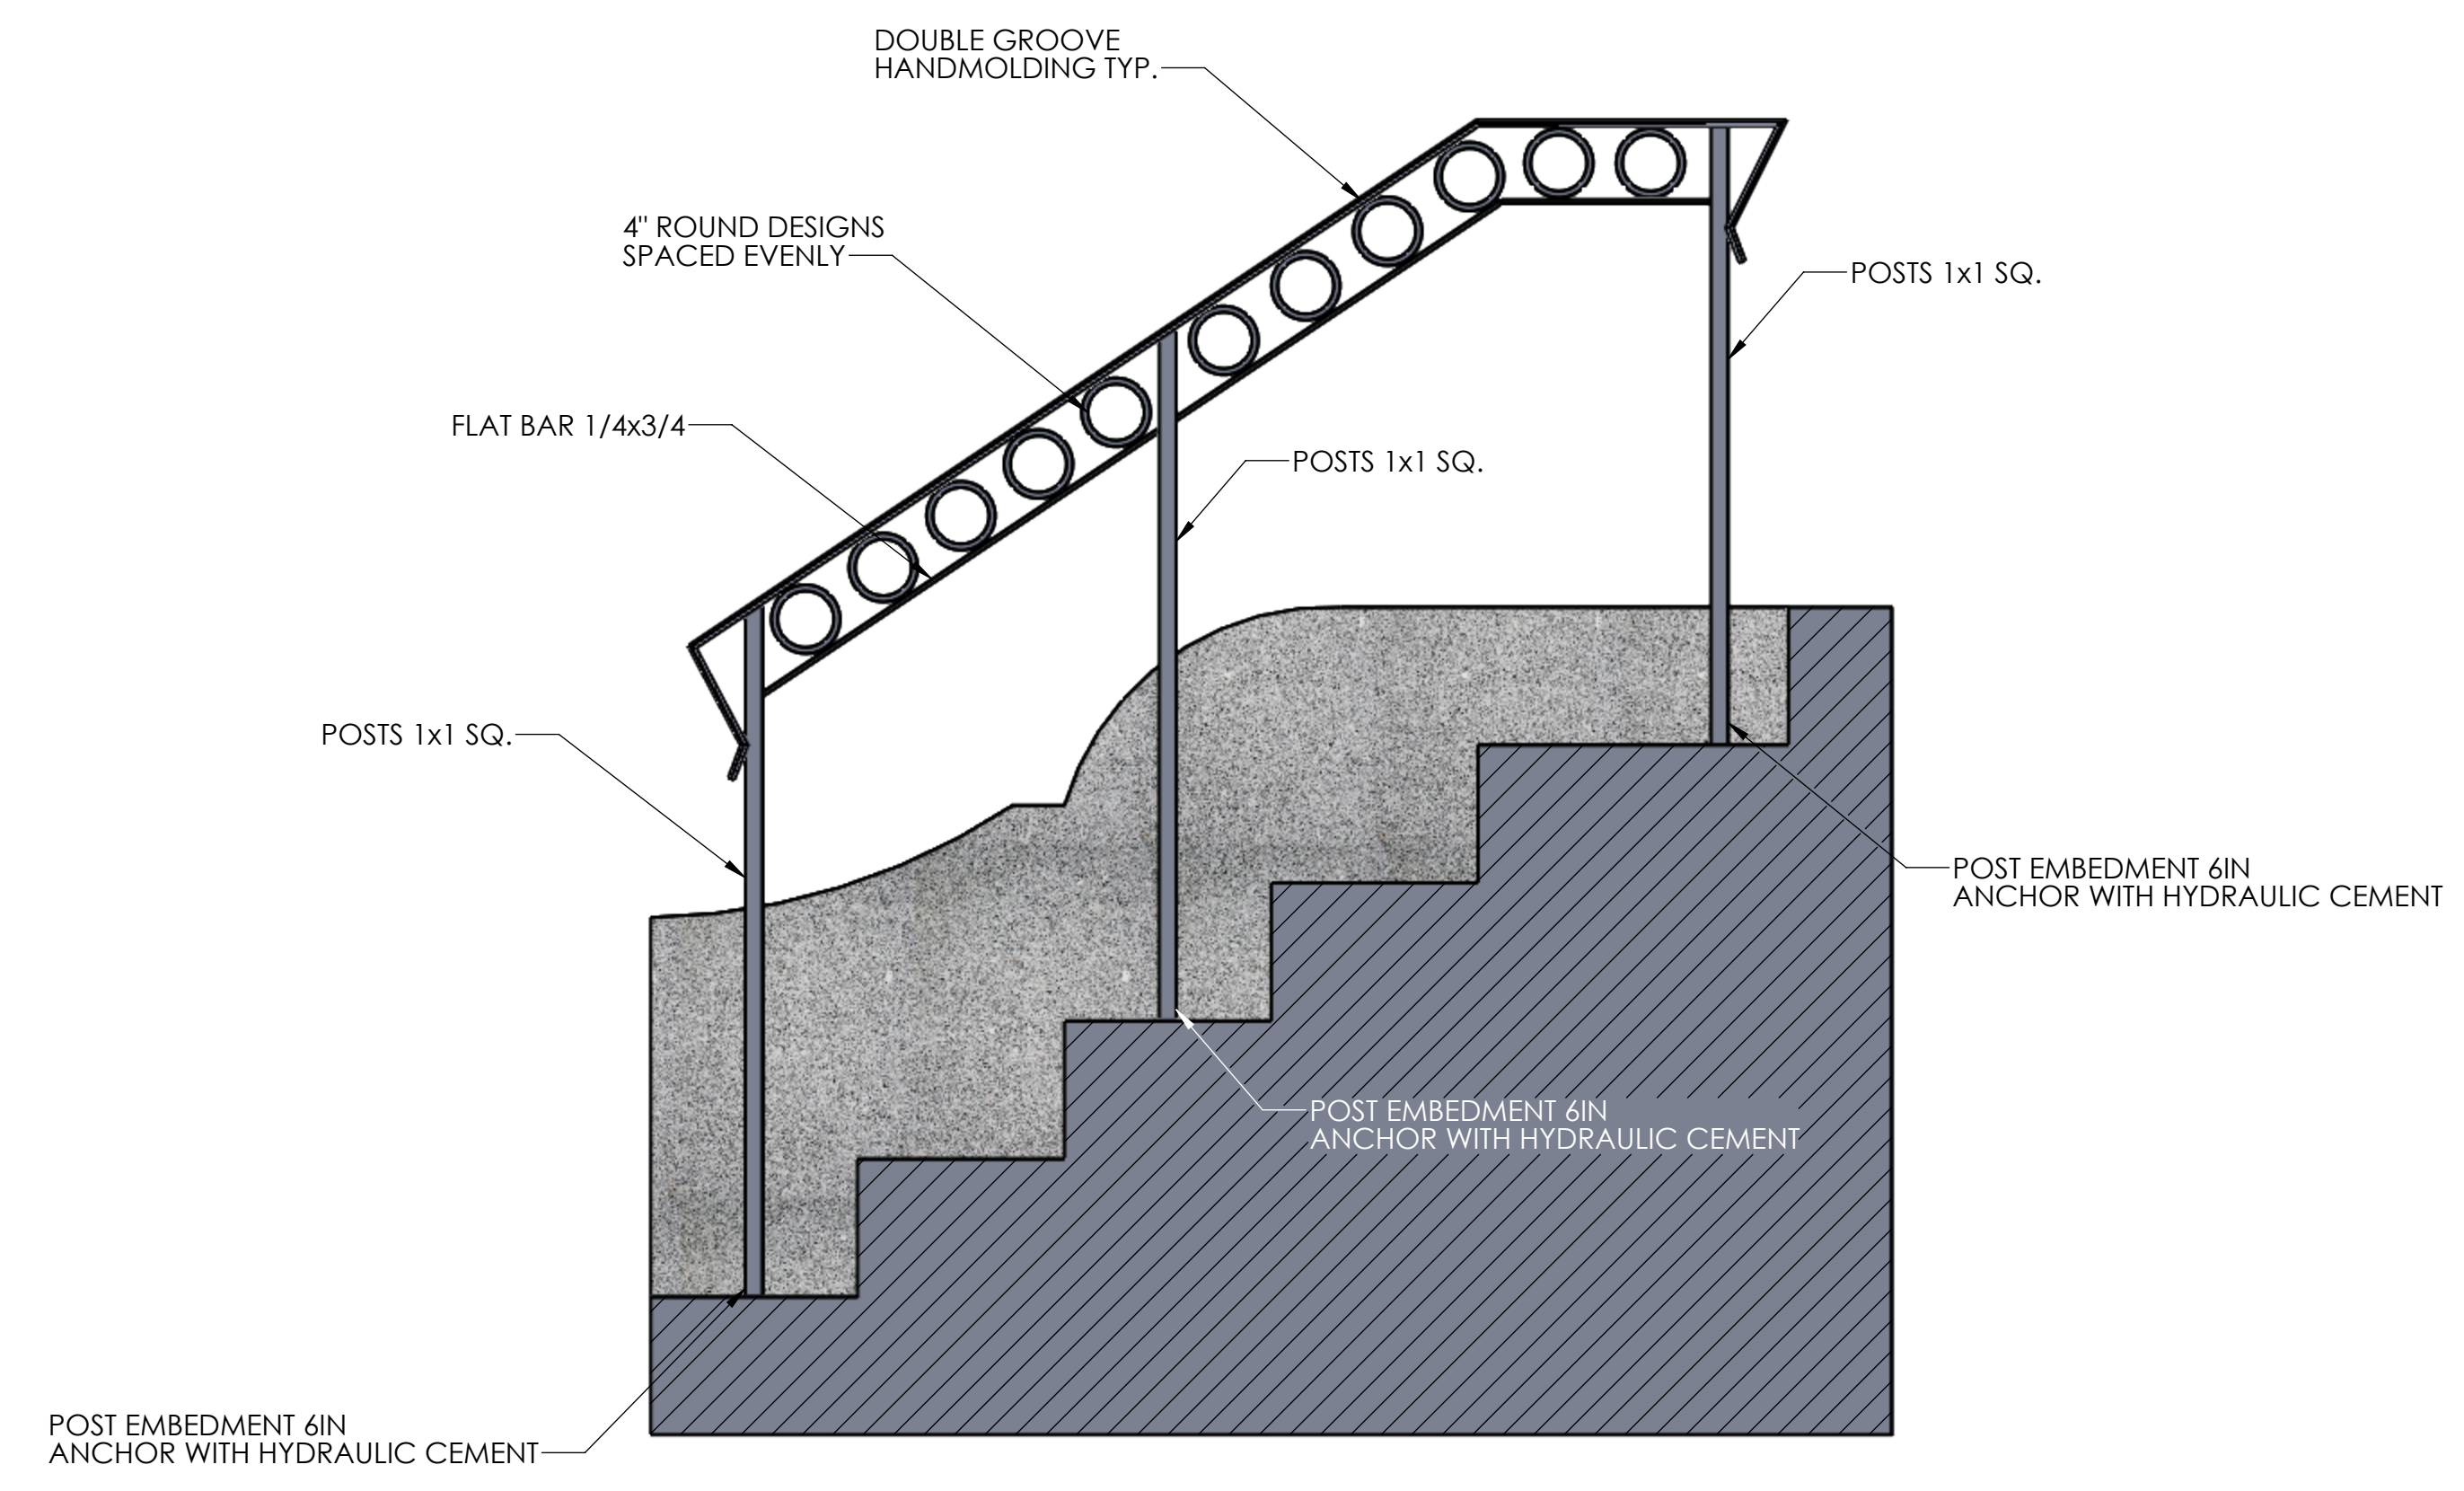 DOUBLE GROOVE
HANDMOLDING TYP.
4" ROUND DESIGNS
SPACED EVENLY
POSTS 1x1 SQ.
FLAT BAR 1/4x3/4
POSTS 1x1 SQ.
POSTS 1x1 SQ.
POST EMBEDMENT 6IN
ANCHOR WITH HYDRAULIC CEMENT
POST EMBEDMENT 6IN
ANCHOR WITH HYDRAULIC CEMENT
POST EMBEDMENT 6IN
ANCHOR WITH HYDRAULIC CEMENT